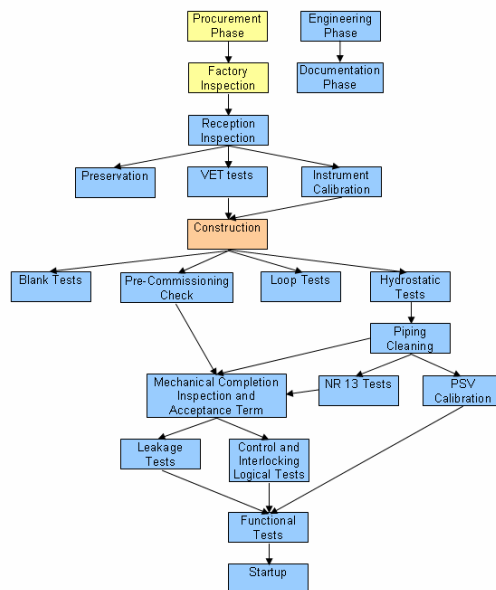 Procurement
Phase
Engineering
Phase
Factory
Inspection
Documentation
Phase
Reception
Inspection
Preservation
VET tests
Instrument
Calibration
Construction
Blank Tests
Pre-Commissioning
Check
Loop Tests
Hydrostatic
Tests
Piping
Cleaning
Mechanical Completion
Inspection and
Acceptance Term
NR 13 Tests
PSV
Calibration
Leakage
Tests
Control and
Interlocking
Logical Tests
Functional
Tests
Startup